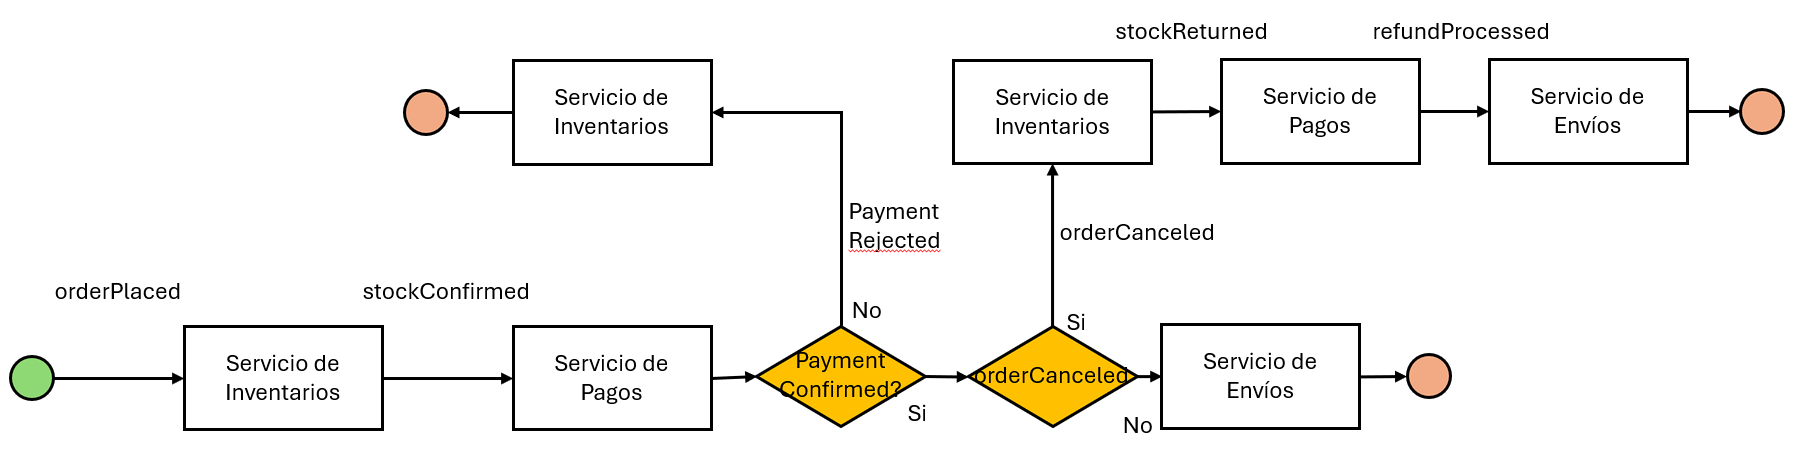 stockReturned
refundProcessed
Servicio de
Inventarios
Servicio de
Inventarios
Servicio de
Pagos
Servicio de
Envíos
Payment
Rejected
orderCanceled
orderPlaced
stockConfirmed
No
Si
Servicio de
Inventarios
Servicio de
Pagos
Payment
Confirmed?
Si
orderCanceled
No
Servicio de
Envíos